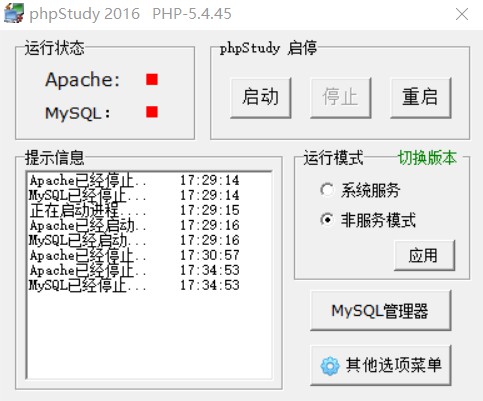 phpStudy 2016 PHP-5.4.45
运行状态
Apache:
MySQL:
phpStudy 启停
启动 停止 重启
提示信息
Apache已经停止.. 17:29:14
MySQL已经停止... 17:29:14
正在启动进程.... 17:29:15
Apache已经启动.. 17:29:16
MySQL已经启动... 17:29:16
Apache已经停止.. 17:30:57
Apache已经停止.. 17:34:53
MySQL已经停止... 17:34:53
运行模式 切换版本
系统服务
非服务模式
应用
MySQL管理器
其他选项菜单